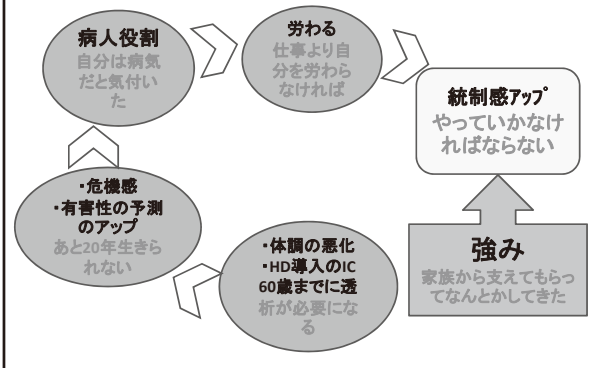 病人役割
自分は病気
だと気付い
た
労わる
仕事より自
分を労わら
なければ
統制感アップ
やっていかなけ
ればならない
・危機感
・有害性の予測
のアップ
あと20年生きら
れない
・体調の悪化
・HD導入のIC
60歳までに透
析が必要にな
る
強み
家族から支えてもらっ
てなんとかしてきた